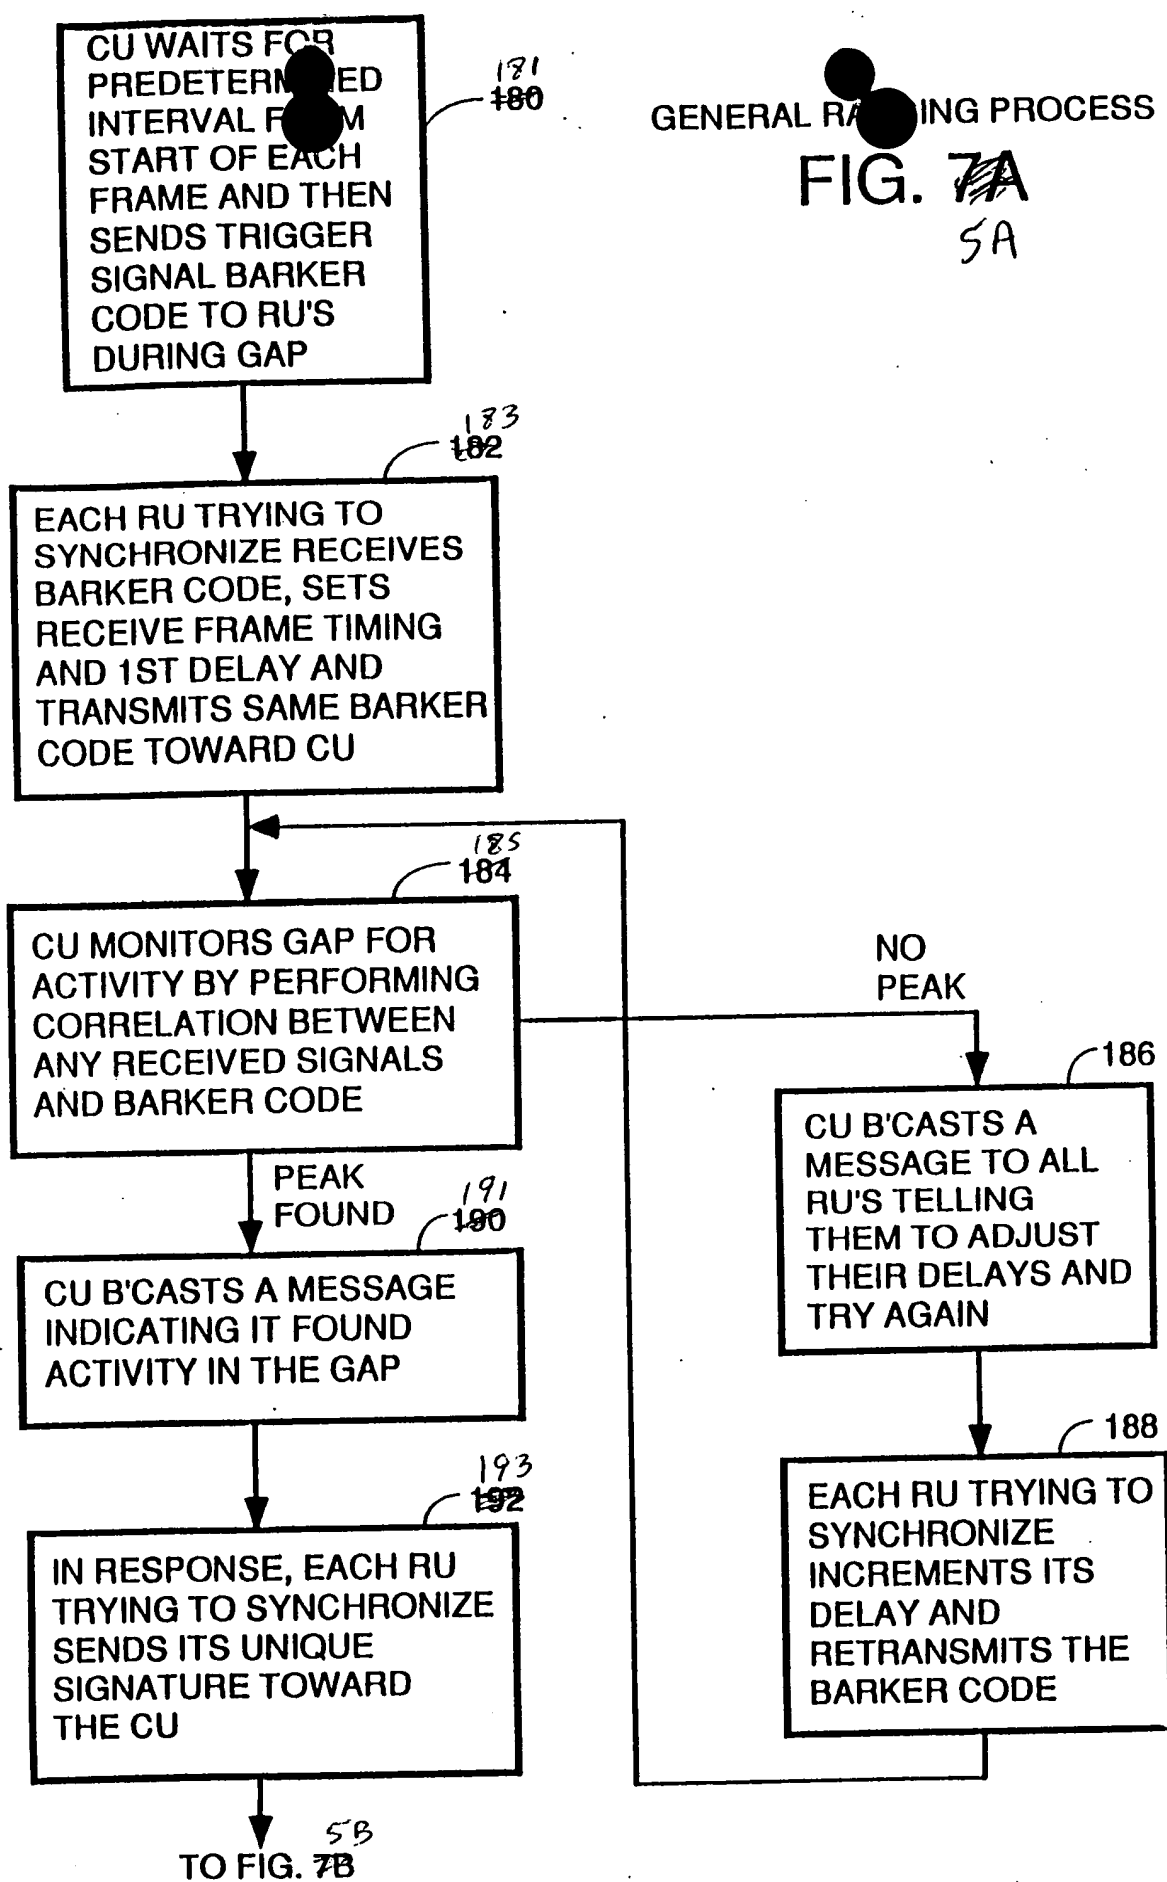 CU WAITS FOR
PREDETERMINED
INTERVAL FROM
START OF EACH
FRAME AND THEN
SENDS TRIGGER
SIGNAL BARKER
CODE TO RU'S
DURING GAP
181
180
GENERAL RANGING PROCESS
FIG. 7A
5A
183
182
EACH RU TRYING TO
SYNCHRONIZE RECEIVES
BARKER CODE, SETS
RECEIVE FRAME TIMING
AND 1ST DELAY AND
TRANSMITS SAME BARKER
CODE TOWARD CU
185
184
CU MONITORS GAP FOR
ACTIVITY BY PERFORMING
CORRELATION BETWEEN
ANY RECEIVED SIGNALS
AND BARKER CODE
NO
PEAK
186
CU B'CASTS A
MESSAGE TO ALL
RU'S TELLING
THEM TO ADJUST
THEIR DELAYS AND
TRY AGAIN
PEAK
FOUND
191
190
CU B'CASTS A MESSAGE
INDICATING IT FOUND
ACTIVITY IN THE GAP
188
EACH RU TRYING TO
SYNCHRONIZE
INCREMENTS ITS
DELAY AND
RETRANSMITS THE
BARKER CODE
193
192
IN RESPONSE, EACH RU
TRYING TO SYNCHRONIZE
SENDS ITS UNIQUE
SIGNATURE TOWARD
THE CU
5B
TO FIG. 7B